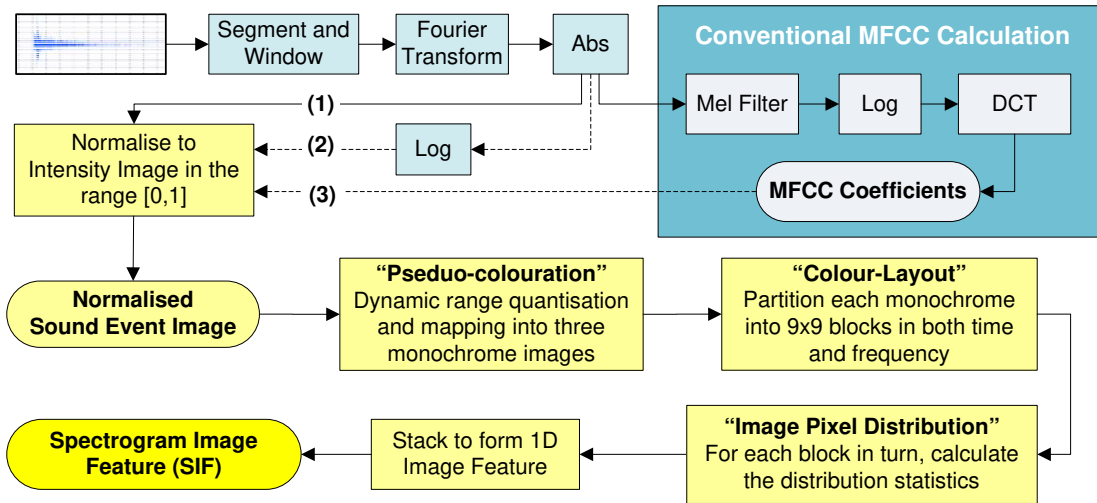 Segment and
Window
Fourier
Transform
Abs
Conventional MFCC Calculation
Mel Filter
Log
DCT
MFCC Coefficients
(1)
(2)
(3)
Log
Normalise to
Intensity Image in the
range [0,1]
Normalised
Sound Event Image
“Pseduo-colouration”
Dynamic range quantisation
and mapping into three
monochrome images
“Colour-Layout”
Partition each monochrome
into 9x9 blocks in both time
and frequency
“Image Pixel Distribution”
For each block in turn, calculate
the distribution statistics
Stack to form 1D
Image Feature
Spectrogram Image
Feature (SIF)